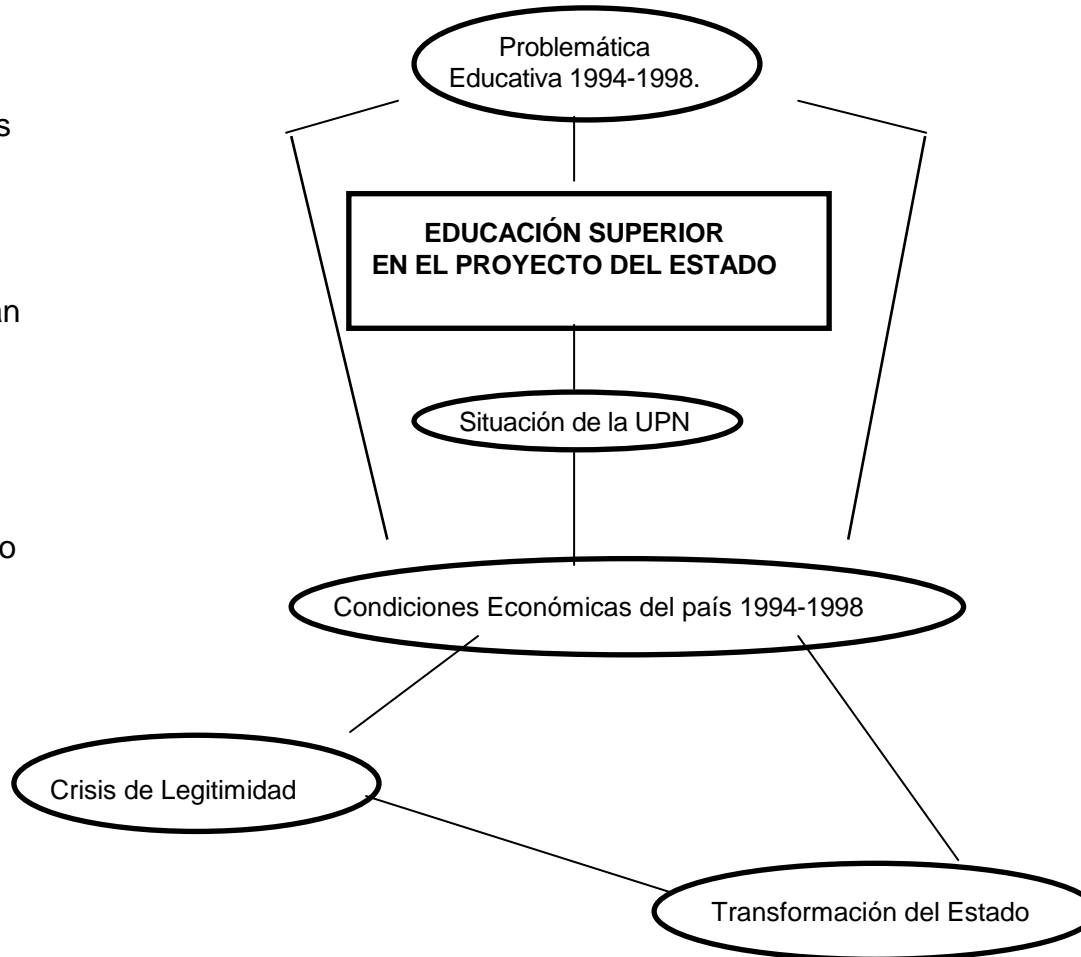 Problemática
Educativa 1994-1998.
s
EDUCACIÓN SUPERIOR
EN EL PROYECTO DEL ESTADO
an
Situación de la UPN
o
Condiciones Económicas del país 1994-1998
Crisis de Legitimidad
Transformación del Estado